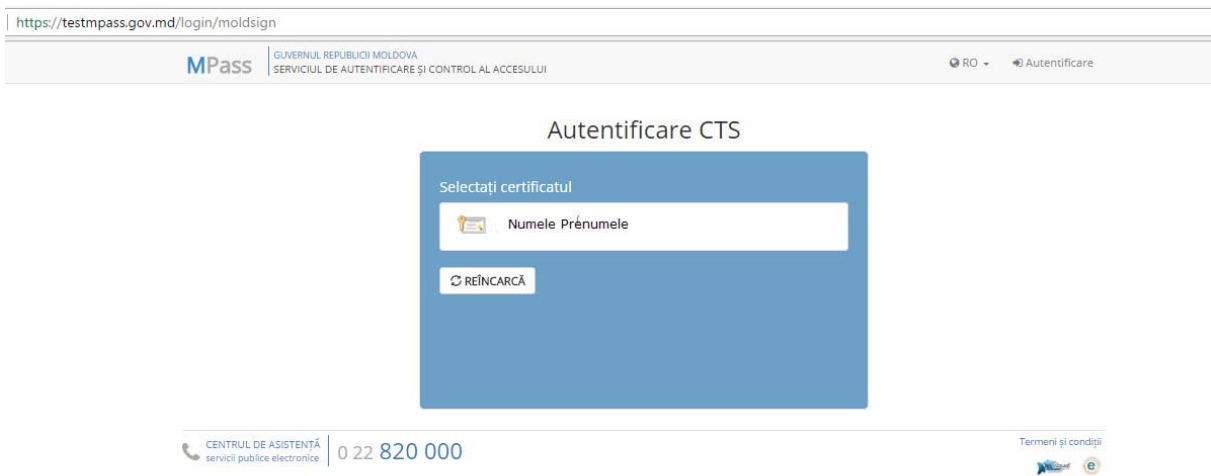 https://testmpass.gov.md/login/moldsign
MPass
GUVERNUL REPUBLICII MOLDOVA
SERVICIUL DE AUTENTIFICARE ȘI CONTROL AL ACCESULUI
RO
Autentificare
Autentificare CTS
Selectați certificatul
Numele Prenumele
REÎNCARCĂ
CENTRUL DE ASISTENȚĂ
servicii publice electronice
0 22 820 000
Termeni și condiții
e